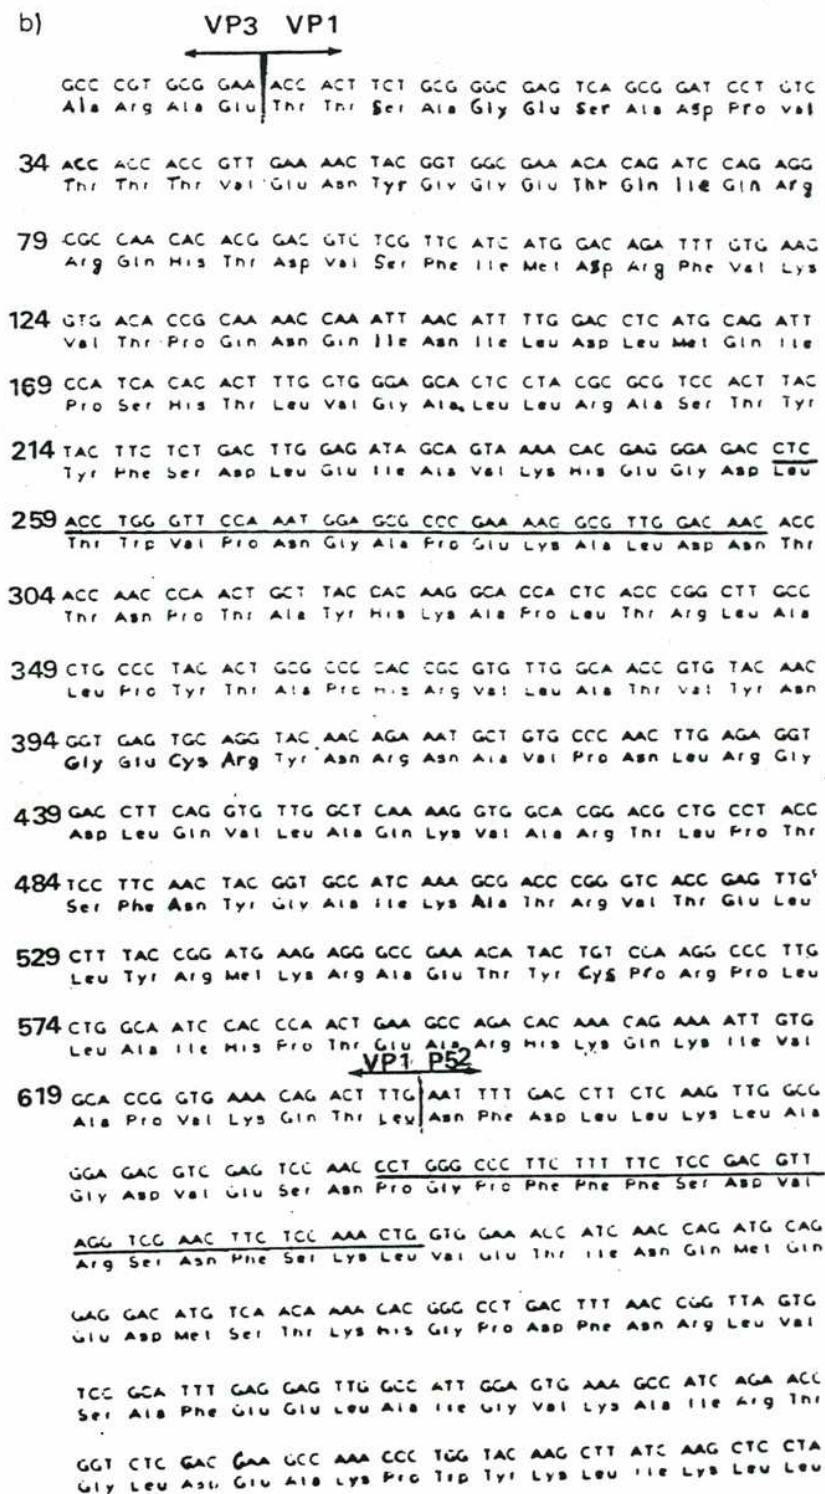 b)
VP3 VP1
GCC CGT GCG GAA ACC ACT TCT GCG GGC GAG TCA GCG GAT CCT GTC
Ala Arg Ala Glu Thr Thr Ser Ala Gly Glu Ser Ala Asp Pro Val
34 ACC ACC ACC GTT GAA AAC TAC GGT GGC GAA ACA CAG ATC CAG AGG
Thr Thr Thr Val Glu Asn Tyr Gly Gly Glu Thr Gln Ile Gln Arg
79 CGC CAA CAC ACG GAC GTC TCG TTC ATC ATG GAC AGA TTT GTG AAG
Arg Gln His Thr Asp Val Ser Phe Ile Met Asp Arg Phe Val Lys
124 GTG ACA CCG CAA AAC CAA ATT AAC ATT TTG GAC CTC ATG CAG ATT
Val Thr Pro Gln Asn Gln Ile Asn Ile Leu Asp Leu Met Gln Ile
169 CCA TCA CAC ACT TTG GTG GGA GCA CTC CTA CGC GCG TCC ACT TAC
Pro Ser His Thr Leu Val Gly Ala Leu Leu Arg Ala Ser Thr Tyr
214 TAC TTC TCT GAC TTG GAG ATA GCA GTA AAA CAC GAG GGA GAC CTC
Tyr Phe Ser Asp Leu Glu Ile Ala Val Lys His Glu Gly Asp Leu
259 ACC TGG GTT CCA AAT GGA GCG CCC GAA AAG GCG TTG GAC AAC ACC
Thr Trp Val Pro Asn Gly Ala Pro Glu Lys Ala Leu Asp Asn Thr
304 ACC AAC CCA ACT GCT TAC CAC AAG GCA CCA CTC ACC CGG CTT GCC
Thr Asn Pro Thr Ala Tyr His Lys Ala Pro Leu Thr Arg Leu Ala
349 CTG CCC TAC ACT GCG CCC CAC CGC GTG TTG GCA ACC GTG TAC AAC
Leu Pro Tyr Thr Ala Pro His Arg Val Leu Ala Thr Val Tyr Asn
394 GGT GAG TGC AGG TAC AAC AGA AAT GCT GTG CCC AAC TTG AGA GGT
Gly Glu Cys Arg Tyr Asn Arg Asn Ala Val Pro Asn Leu Arg Gly
439 GAC CTT CAG GTG TTG GCT CAA AAG GTG GCA CGG ACG CTG CCT ACC
Asp Leu Gln Val Leu Ala Gln Lys Val Ala Arg Thr Leu Pro Thr
484 TCC TTC AAC TAC GGT GCC ATC AAA GCG ACC CGG GTC ACC GAG TTG
Ser Phe Asn Tyr Gly Ala Ile Lys Ala Thr Arg Val Thr Glu Leu
529 CTT TAC CGG ATG AAG AGG GCC GAA ACA TAC TGT CCA AGG CCC TTG
Leu Tyr Arg Met Lys Arg Ala Glu Thr Tyr Cys Pro Arg Pro Leu
574 CTG GCA ATC CAC CCA ACT GAA GCC AGA CAC AAA CAG AAA ATT GTG
Leu Ala Ile His Pro Thr Glu Ala Arg His Lys Gln Lys Ile Val
VP1 P52
619 GCA CCG GTG AAA CAG ACT TTG AAT TTT GAC CTT CTC AAG TTG GCG
Ala Pro Val Lys Gln Thr Leu Asn Phe Asp Leu Leu Lys Leu Ala
GGA GAC GTC GAG TCC AAC CCT GGG CCC TTC TTT TTC TCC GAC GTT
Gly Asp Val Glu Ser Asn Pro Gly Pro Phe Phe Phe Ser Asp Val
AGG TCG AAC TTC TCC AAA CTG GTG GAA ACC ATC AAC CAG ATG CAG
Arg Ser Asn Phe Ser Lys Leu Val Glu Thr Ile Asn Gln Met Gln
GAG GAC ATG TCA ACA AAA CAC GGG CCT GAC TTT AAC CGG TTA GTG
Glu Asp Met Ser Thr Lys His Gly Pro Asp Phe Asn Arg Leu Val
TCC GCA TTT GAG GAG TTG GCC ATT GGA GTG AAA GCC ATC AGA ACC
Ser Ala Phe Glu Glu Leu Ala Ile Gly Val Lys Ala Ile Arg Thr
GGT CTC GAC GAA GCC AAA CCC TGG TAC AAG CTT ATC AAG CTC CTA
Gly Leu Asp Glu Ala Lys Pro Trp Tyr Lys Leu Ile Lys Leu Leu